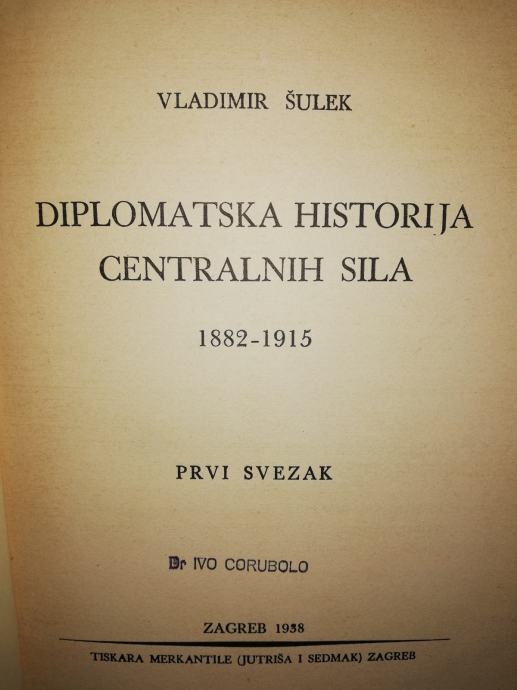 VLADIMIR ŠULEK
DIPLOMATSKA HISTORIJA
CENTRALNIH SILA
1882-1915
PRVI SVEZAK
Dr IVO CORUBOLO
ZAGREB 1938
TISKARA MERKANTILE (JUTRIŠA I SEDMAK) ZAGREB